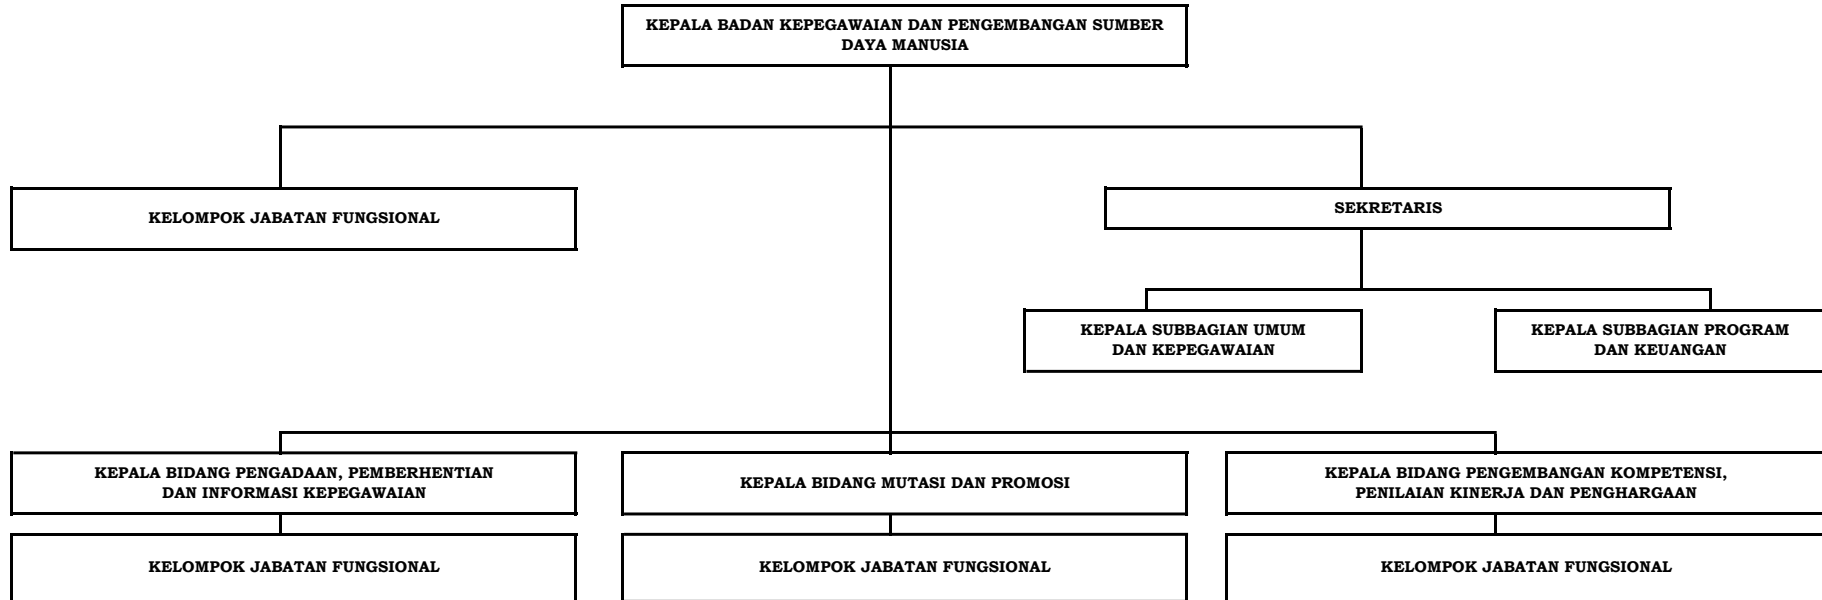 KEPALA BADAN KEPEGAWAIAN DAN PENGEMBANGAN SUMBER
DAYA MANUSIA
KELOMPOK JABATAN FUNGSIONAL
SEKRETARIS
KEPALA SUBBAGIAN UMUM
DAN KEPEGAWAIAN
KEPALA SUBBAGIAN PROGRAM
DAN KEUANGAN
KEPALA BIDANG PENGADAAN, PEMBERHENTIAN
DAN INFORMASI KEPEGAWAIAN
KEPALA BIDANG MUTASI DAN PROMOSI
KEPALA BIDANG PENGEMBANGAN KOMPETENSI,
PENILAIAN KINERJA DAN PENGHARGAAN
KELOMPOK JABATAN FUNGSIONAL
KELOMPOK JABATAN FUNGSIONAL
KELOMPOK JABATAN FUNGSIONAL